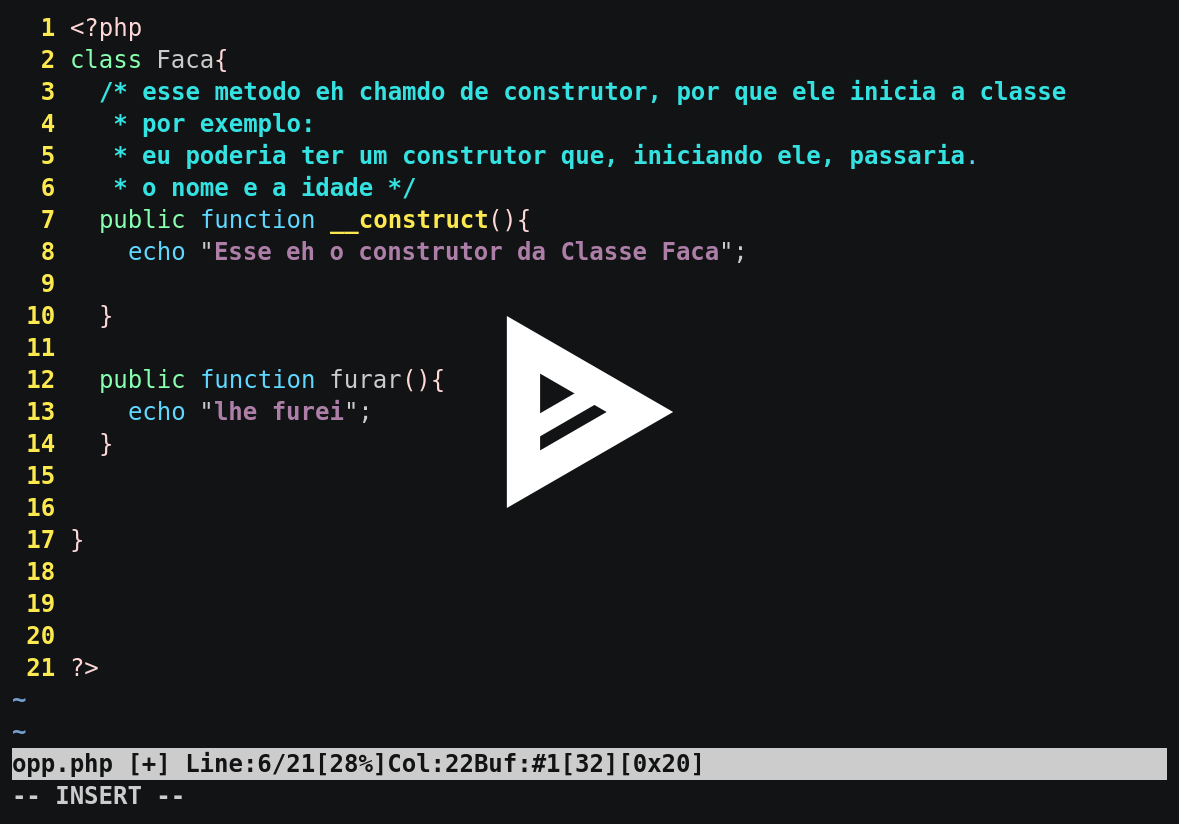 1 <?php
2 class Faca{
3   /* esse metodo eh chamdo de construtor, por que ele inicia a classe
4    * por exemplo:
5    * eu poderia ter um construtor que, iniciando ele, passaria.
6    * o nome e a idade */
7   public function __construct(){
8     echo "Esse eh o construtor da Classe Faca";
9
10   }
11
12   public function furar(){
13     echo "lhe furei";
14   }
15
16
17 }
18
19
20
21 ?>
~
~
opp.php [+] Line:6/21[28%]Col:22Buf:#1[32][0x20]
-- INSERT --